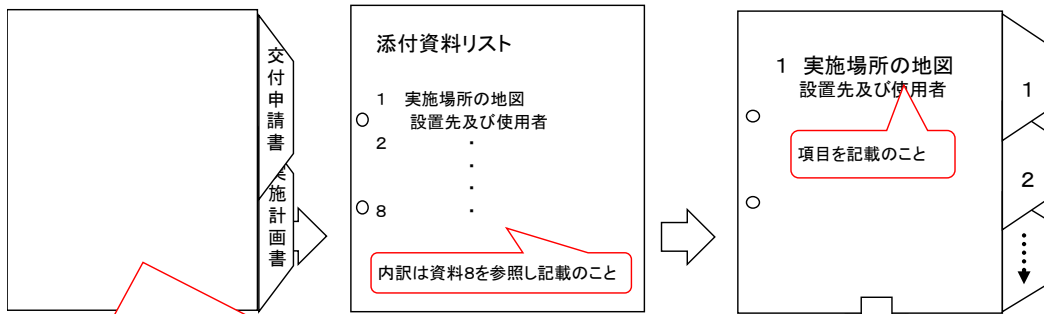 交付申請書
実施計画書
添付資料リスト
1 実施場所の地図
設置先及び使用者
2 ・
・
・
8 ・
内訳は資料8を参照し記載のこと
1 実施場所の地図
設置先及び使用者
項目を記載のこと
1
2